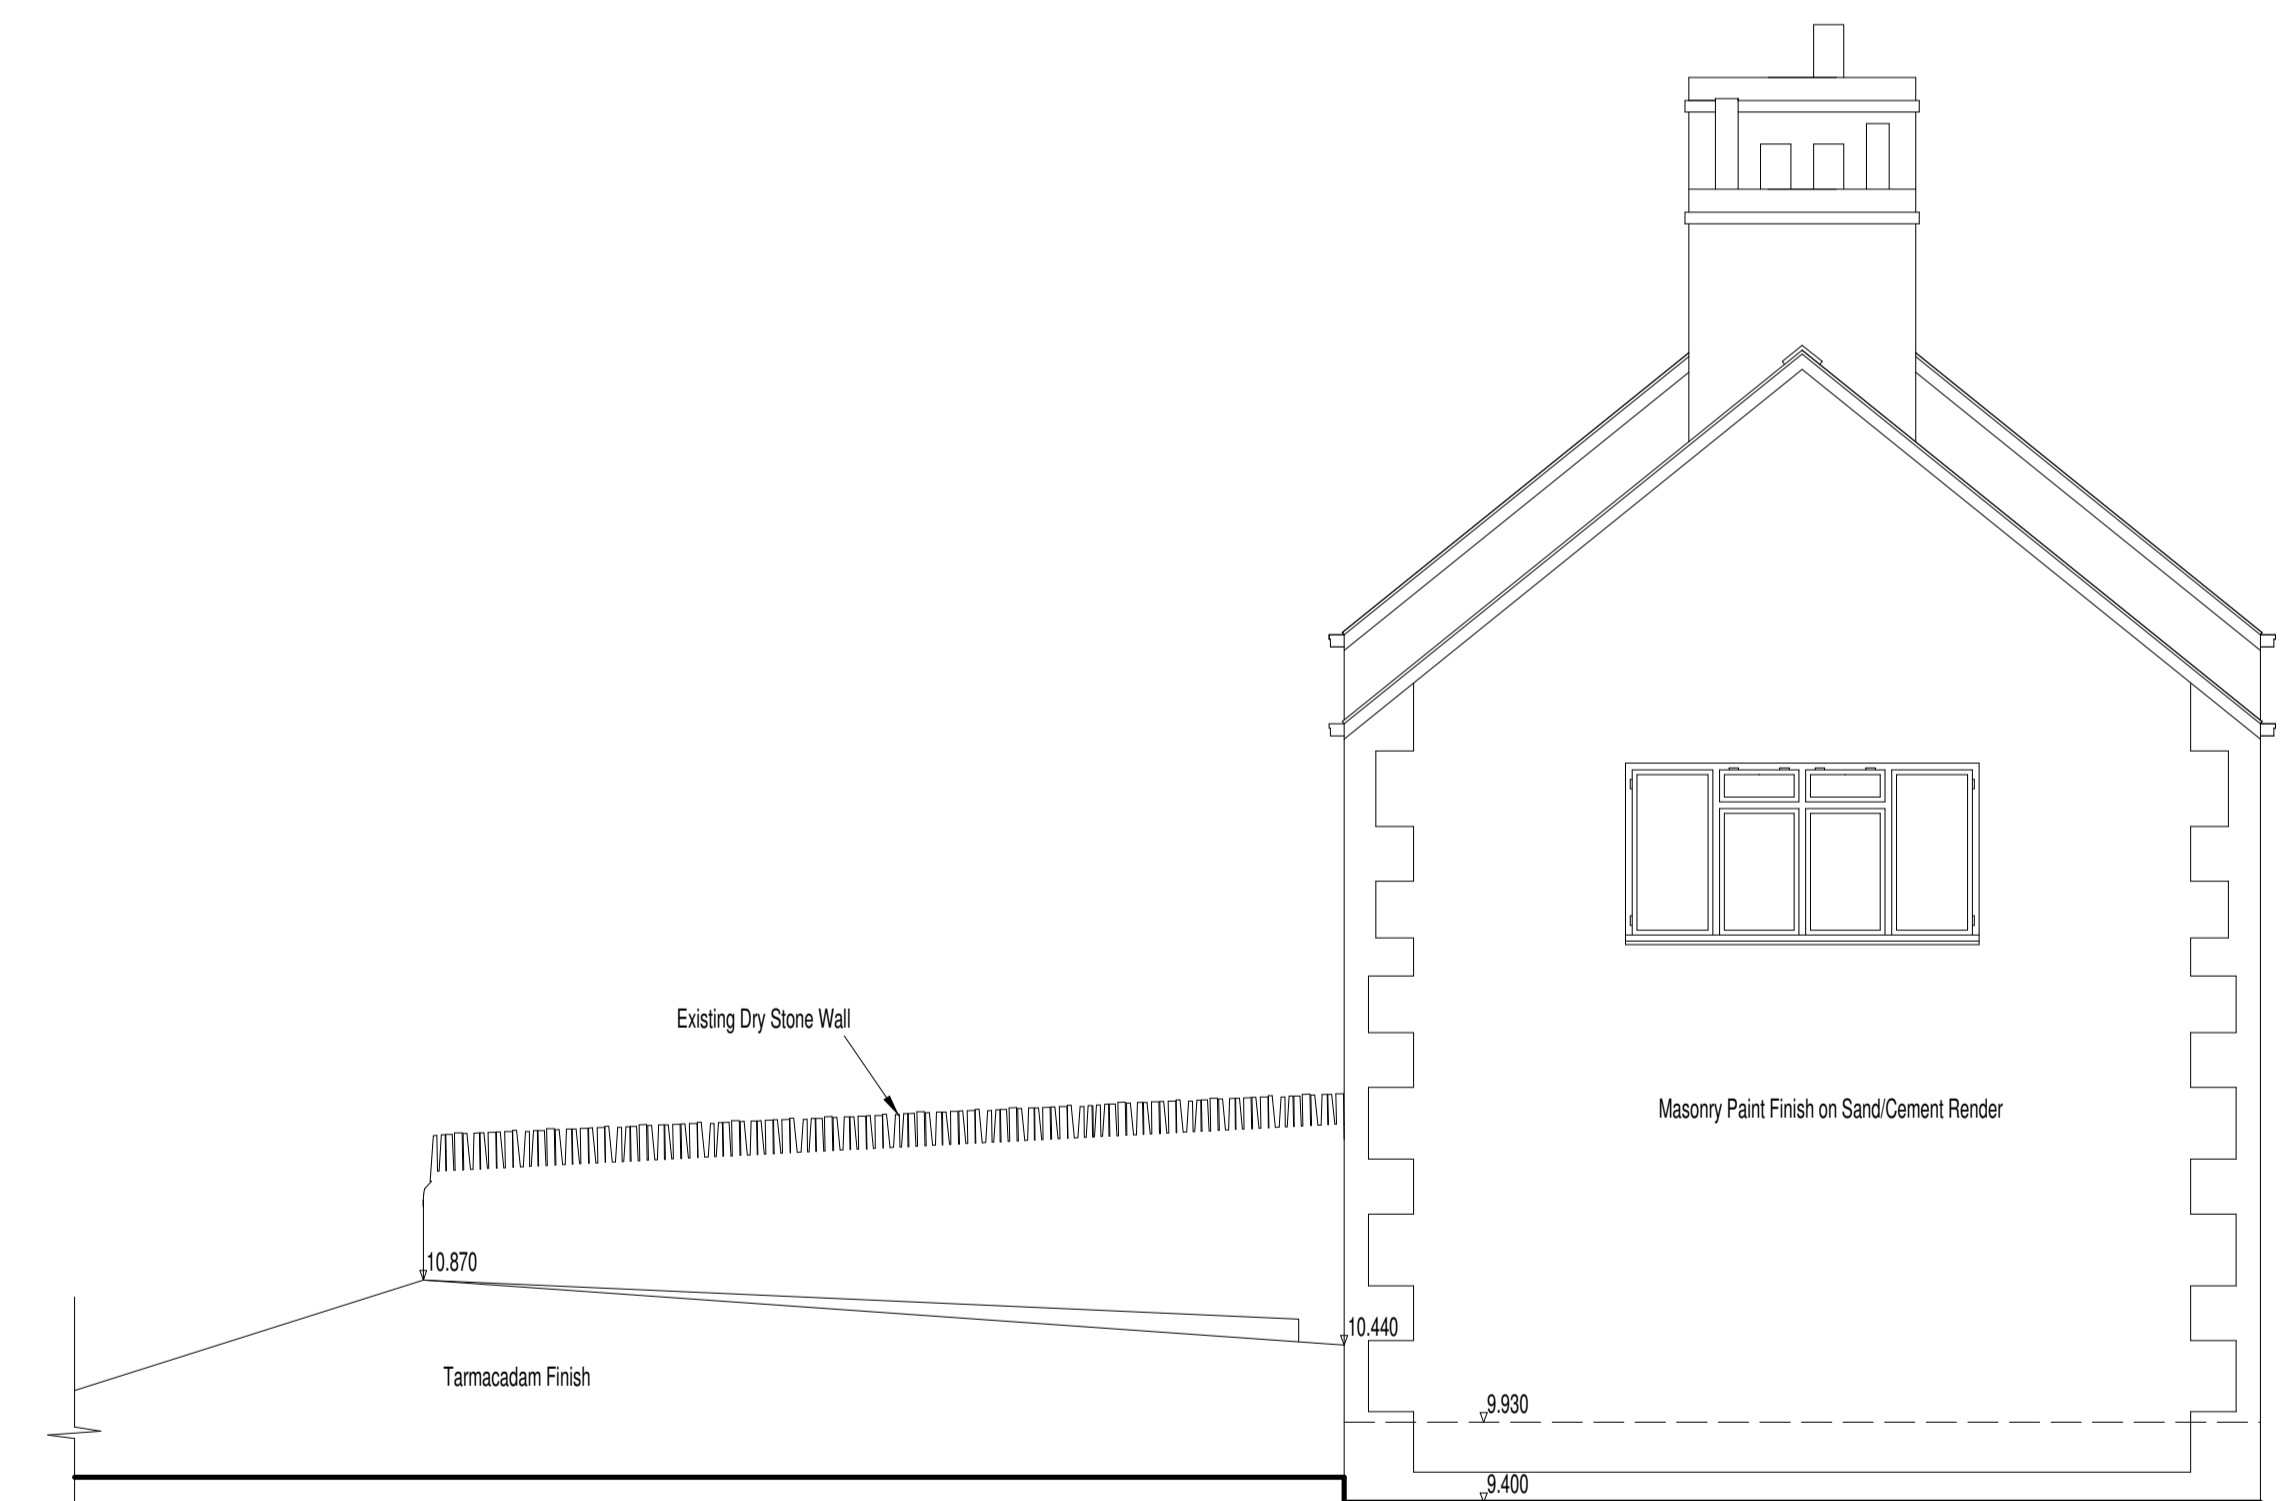 Existing Dry Stone Wall
Masonry Paint Finish on Sand/Cement Render
10.870
10.440
Tarmacadam Finish
9.930
9.400